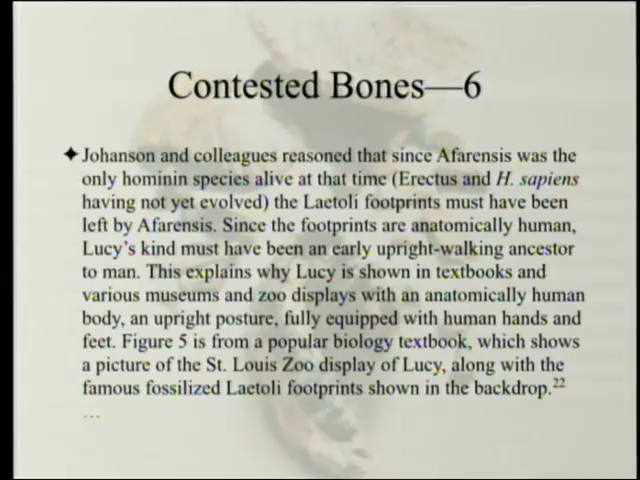 Contested Bones—6
✦Johanson and colleagues reasoned that since Afarensis was the
only hominin species alive at that time (Erectus and H. sapiens
having not yet evolved) the Laetoli footprints must have been
left by Afarensis. Since the footprints are anatomically human,
Lucy's kind must have been an early upright-walking ancestor
to man. This explains why Lucy is shown in textbooks and
various museums and zoo displays with an anatomically human
body, an upright posture, fully equipped with human hands and
feet. Figure 5 is from a popular biology textbook, which shows
a picture of the St. Louis Zoo display of Lucy, along with the
famous fossilized Laetoli footprints shown in the backdrop.²²
…